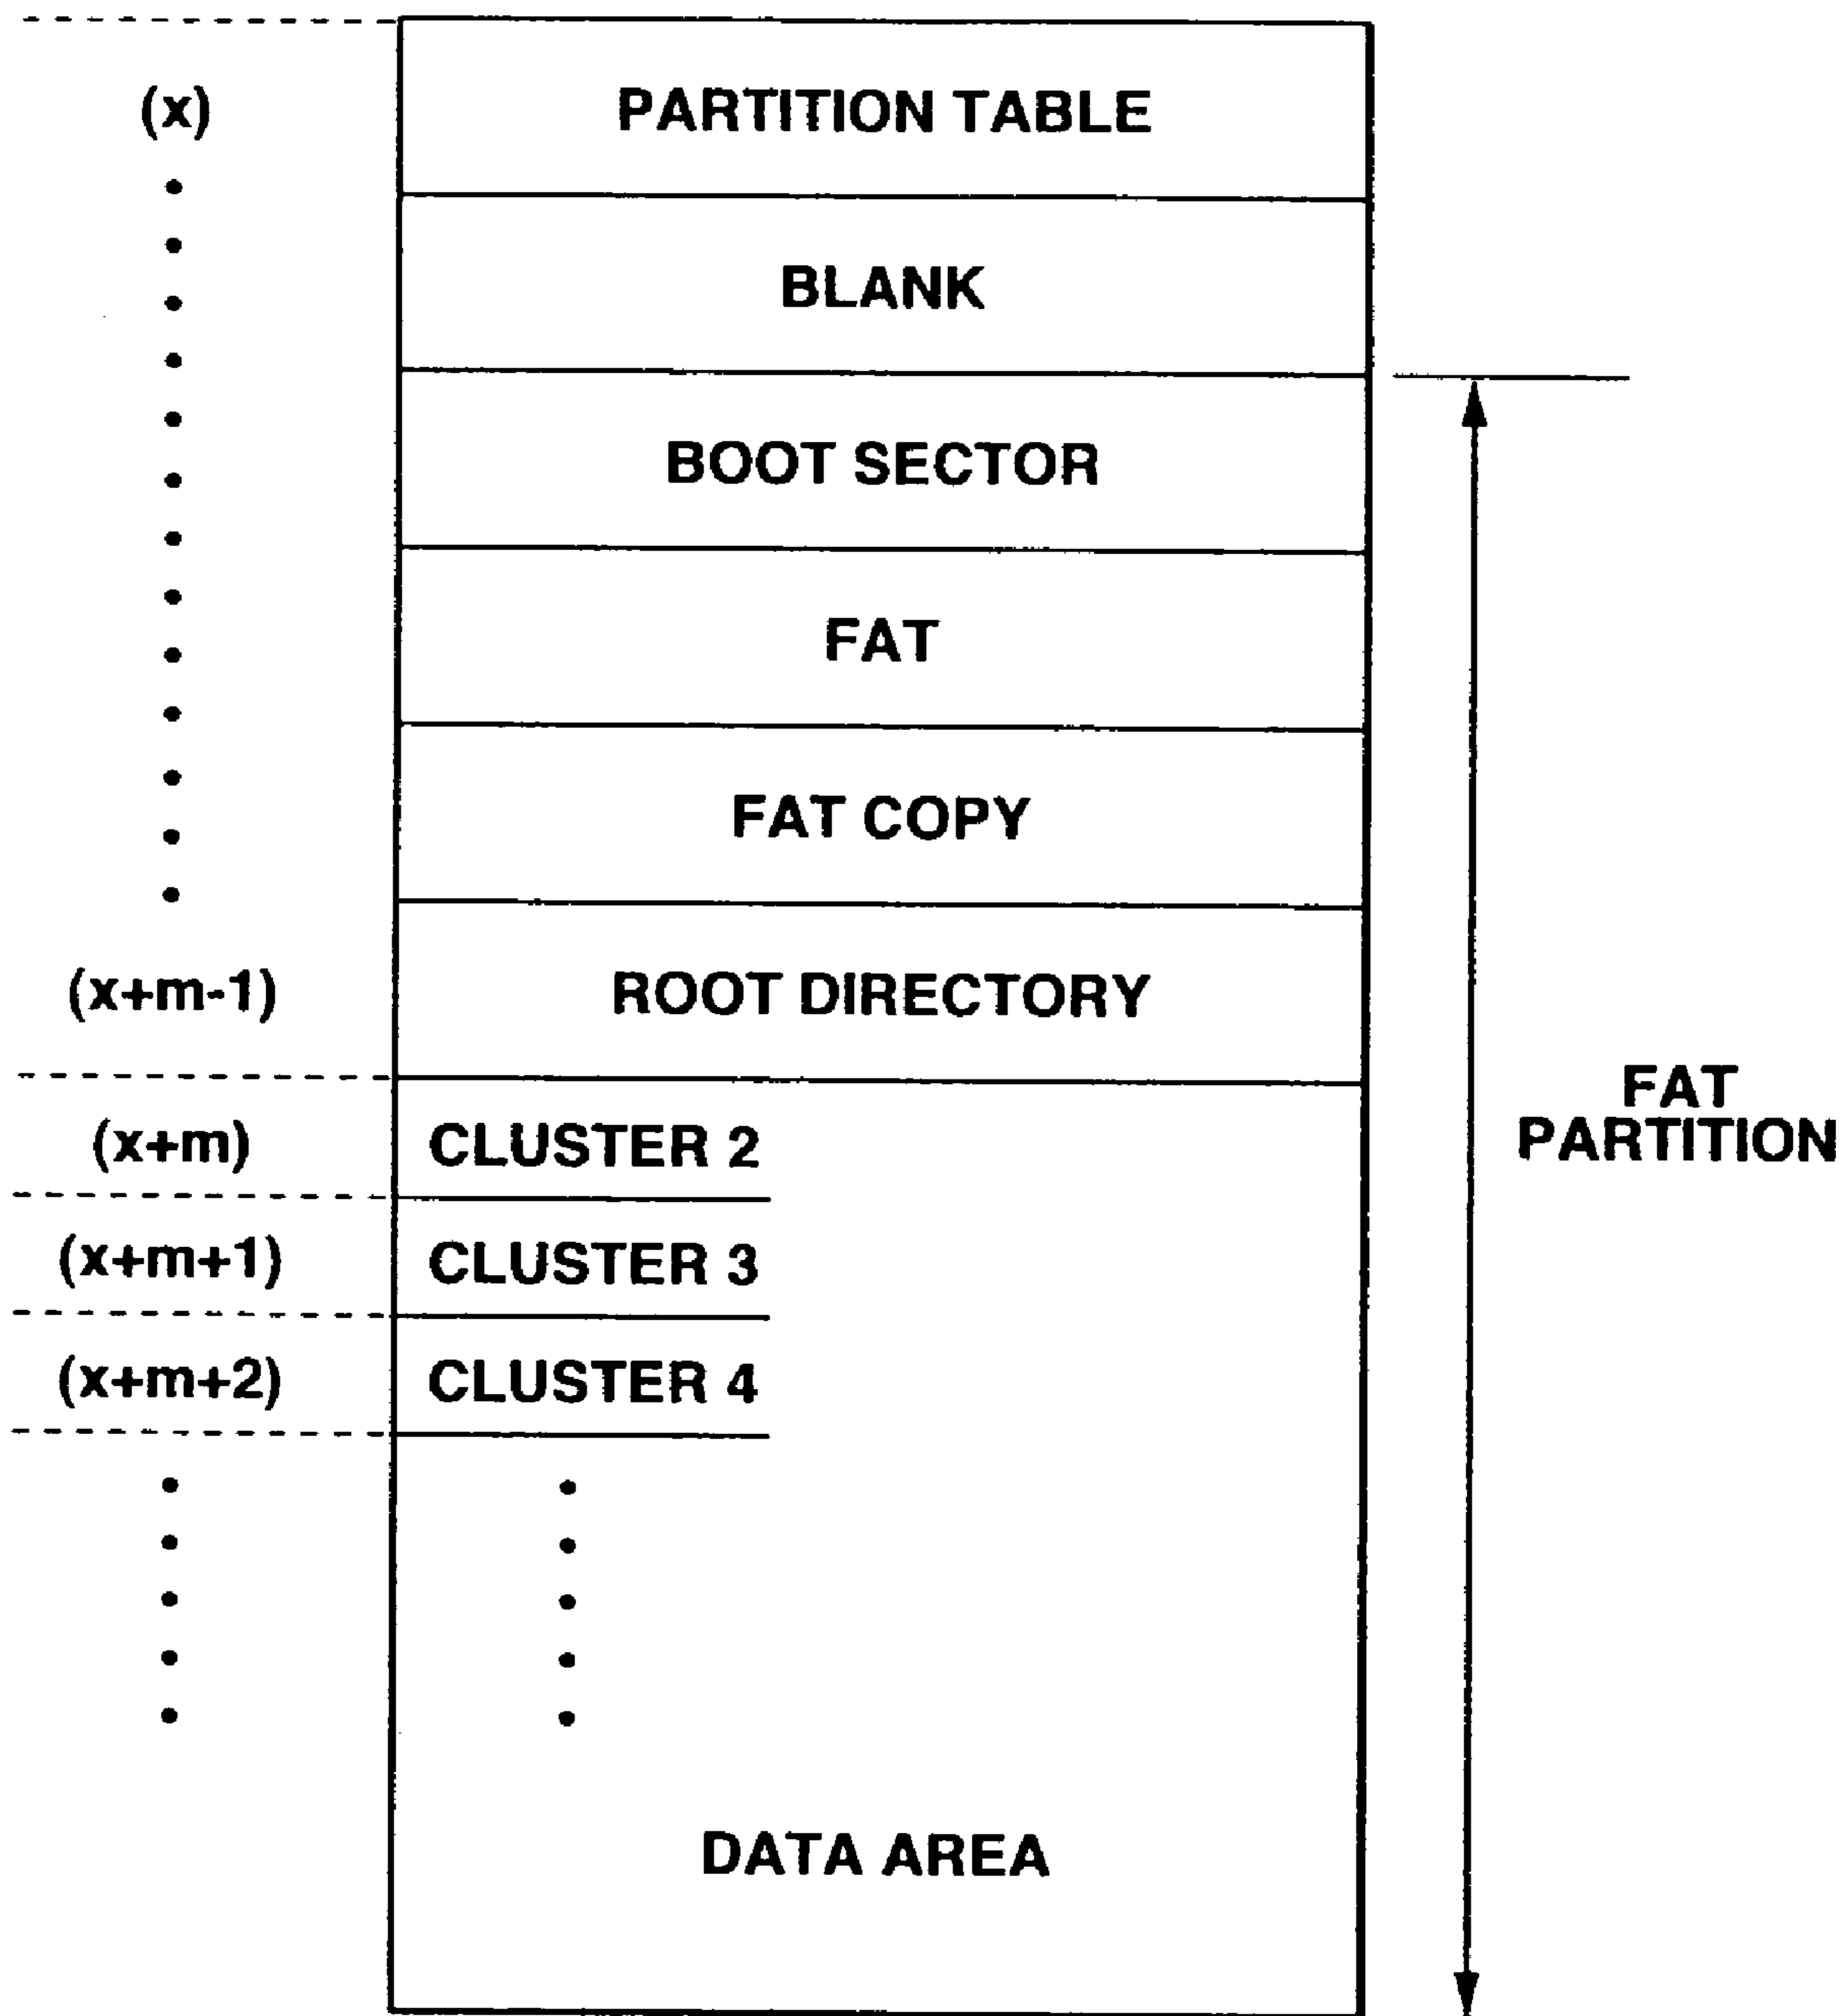 (x) PARTITION TABLE
BLANK
BOOT SECTOR
FAT
FAT COPY
(x+m-1) ROOT DIRECTORY
(x+m) CLUSTER 2
(x+m+1) CLUSTER 3
(x+m+2) CLUSTER 4
DATA AREA
FAT
PARTITION